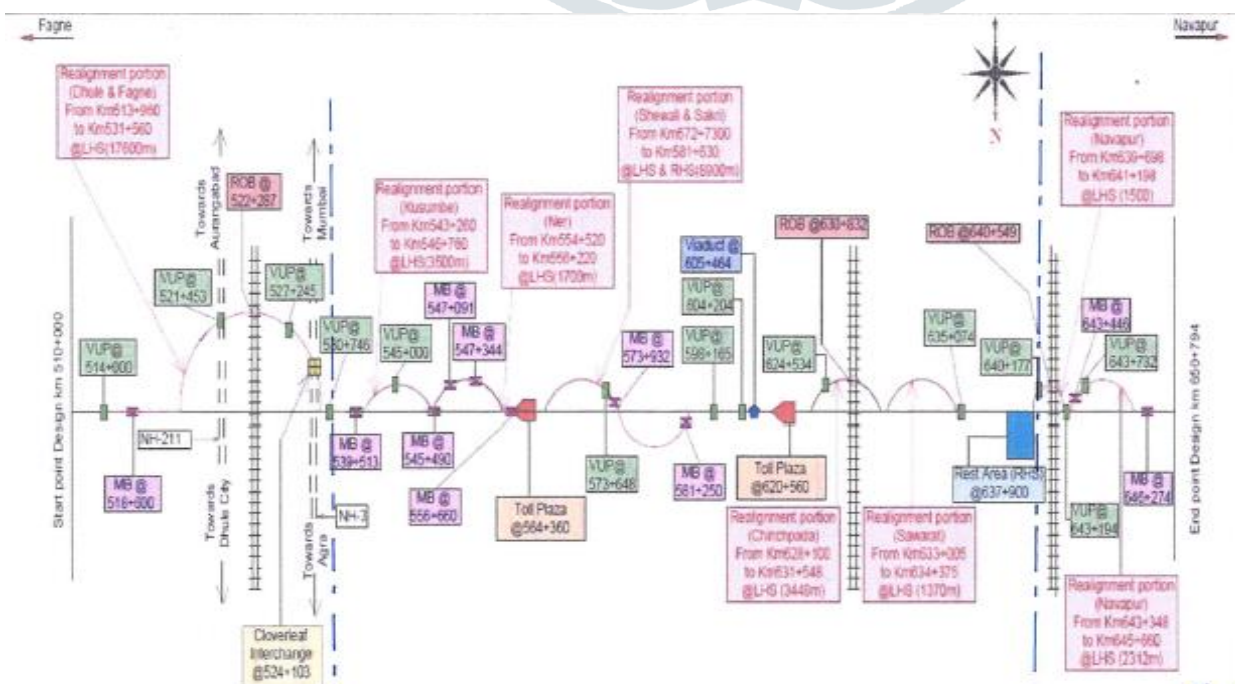 Fagne
Navapur
N
Realignment portion
(Dhole & Fagne)
From Km513+960
to Km531+560
@LHS(17600m)
Towards
Aurangabad
ROB @
522+287
Towards
Mumbai
Realignment portion
(Kusumbe)
From Km543+260
to Km546+760
@LHS(3500m)
Realignment portion
(Ner)
From Km554+520
to Km556+220
@LHS(1700m)
Realignment portion
(Shewali & Sakri)
From Km572+7300
to Km581+630
@LHS & RHS(8900m)
Viaduct @
605+464
ROB @630+832
ROB @640+549
Realignment portion
(Navapur)
From Km639+698
to Km641+198
@LHS (1500)
VUP@
521+453
VUP@
527+245
VUP@
514+000
VUP@
530+746
VUP@
545+000
MB @
547+091
MB @
547+344
MB @
573+932
VUP@
604+204
VUP@
598+165
VUP@
624+534
VUP@
635+074
VUP@
640+177
MB @
643+446
VUP@
643+732
Start point Design km 510+000
End point Design km 650+794
NH-211
MB @
518+600
Towards
Dhule City
NH-3
Towards
Agra
MB @
539+513
MB @
545+490
MB @
556+660
Toll Plaza
@564+360
VUP@
573+648
MB @
581+250
Toll Plaza
@620+560
Rest Area (RHS)
@637+900
VUP@
643+194
MB @
646+274
Realignment portion
(Chinchpada)
From Km628+100
to Km631+548
@LHS (3448m)
Realignment portion
(Sawarat)
From Km633+005
to Km634+375
@LHS (1370m)
Realignment portion
(Navapur)
From Km643+348
to Km645+660
@LHS (2312m)
Cloverleaf
Interchange
@524+103